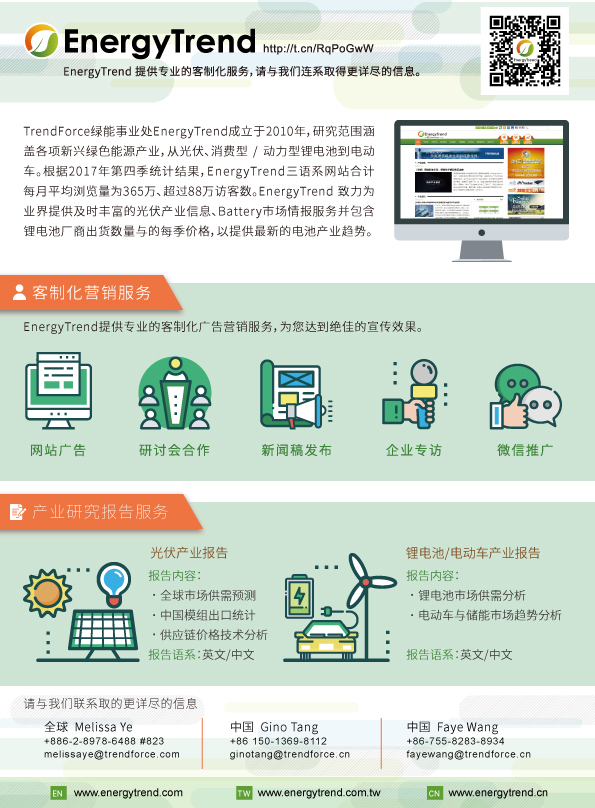 EnergyTrend http://t.cn/RqPoGwW
EnergyTrend 提供专业的客制化服务，请与我们连系取得更详尽的信息。
TrendForce绿能事业处EnergyTrend成立于2010年，研究范围涵
盖各项新兴绿色能源产业，从光伏、消费型 / 动力型锂电池到电动
车。根据2017年第四季统计结果，EnergyTrend三语系网站合计
每月平均浏览量为365万、超过88万访客数。EnergyTrend 致力为
业界提供及时丰富的光伏产业信息、Battery市场情报服务并包含
锂电池厂商出货数量与的每季价格，以提供最新的电池产业趋势。
客制化营销服务
EnergyTrend提供专业的客制化广告营销服务，为您达到绝佳的宣传效果。
网站广告
研讨会合作
新闻稿发布
企业专访
微信推广
产业研究报告服务
光伏产业报告
报告内容：
·全球市场供需预测
·中国模组出口统计
·供应链价格技术分析
报告语系：英文/中文
锂电池/电动车产业报告
报告内容：
·锂电池市场供需分析
·电动车与储能市场趋势分析
报告语系：英文/中文
请与我们联系取的更详尽的信息
全球 Melissa Ye
+886-2-8978-6488 #823
melissaye@trendforce.com
中国 Gino Tang
+86 150-1369-8112
ginotang@trendforce.cn
中国 Faye Wang
+86-755-8283-8934
fayewang@trendforce.cn
EN www.energytrend.com
TW www.energytrend.com.tw
CN www.energytrend.cn